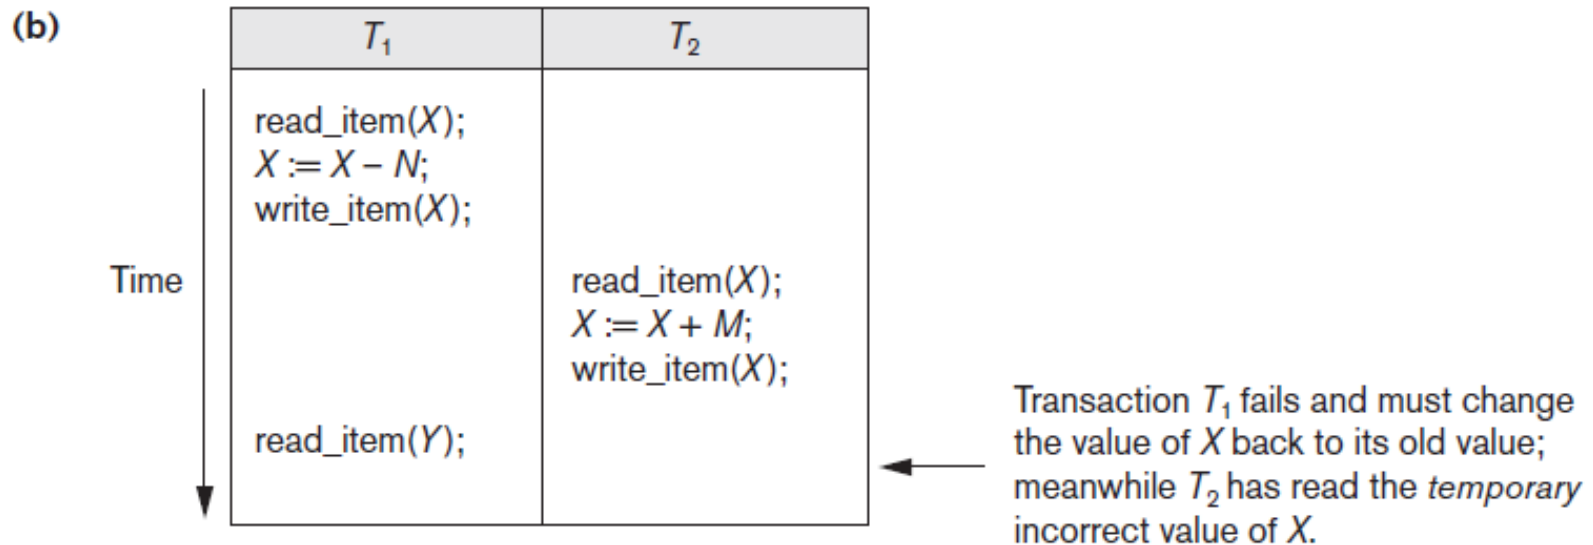 (b)
T₁ T₂
read_item(X);
X := X – N;
write_item(X);
Time
read_item(X);
X := X + M;
write_item(X);
read_item(Y);
Transaction T₁ fails and must change
the value of X back to its old value;
meanwhile T₂ has read the temporary
incorrect value of X.